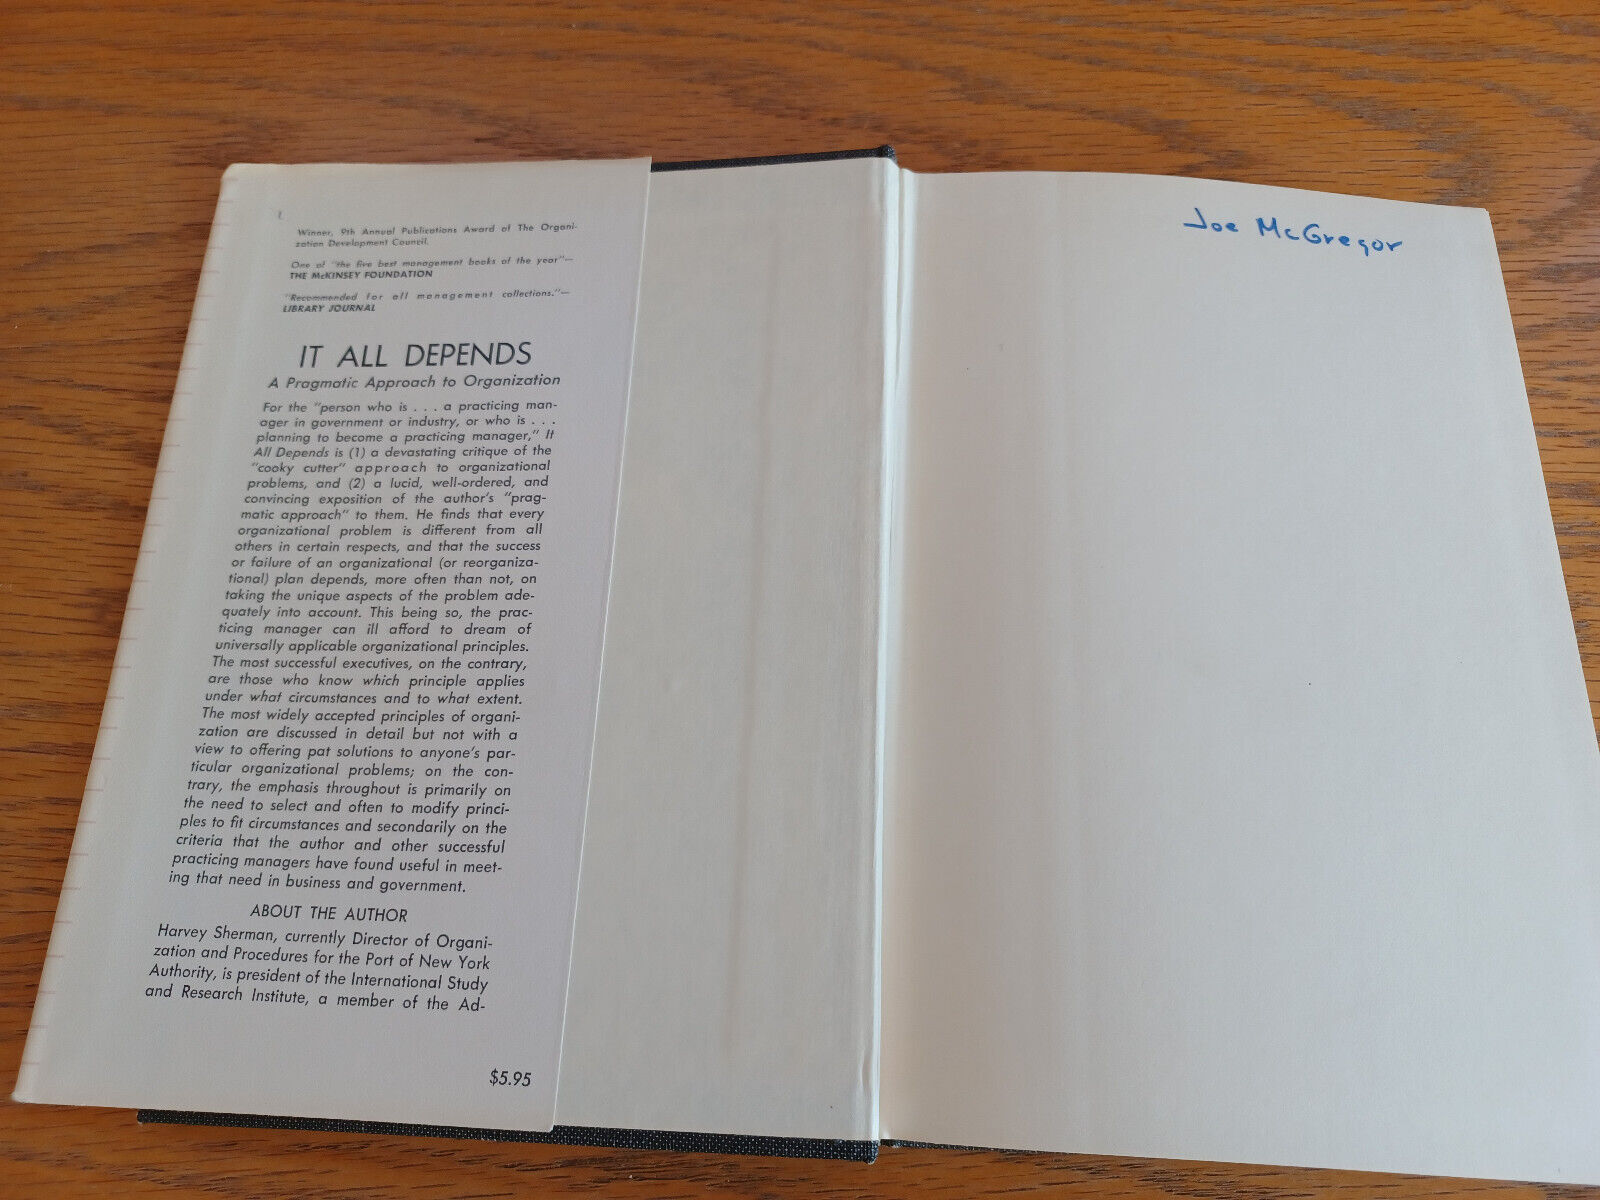 Winner, 9th Annual Publications Award of The Organi-
zation Development Council.
One of "the five best management books of the year"—
THE McKINSEY FOUNDATION
"Recommended for all management collections."—
LIBRARY JOURNAL
IT ALL DEPENDS
A Pragmatic Approach to Organization
For the "person who is . . . a practicing man-
ager in government or industry, or who is . . .
planning to become a practicing manager," It
All Depends is (1) a devastating critique of the
"cooky cutter" approach to organizational
problems, and (2) a lucid, well-ordered, and
convincing exposition of the author's "prag-
matic approach" to them. He finds that every
organizational problem is different from all
others in certain respects, and that the success
or failure of an organizational (or reorganiza-
tional) plan depends, more often than not, on
taking the unique aspects of the problem ade-
quately into account. This being so, the prac-
ticing manager can ill afford to dream of
universally applicable organizational principles.
The most successful executives, on the contrary,
are those who know which principle applies
under what circumstances and to what extent.
The most widely accepted principles of organi-
zation are discussed in detail but not with a
view to offering pat solutions to anyone's par-
ticular organizational problems; on the con-
trary, the emphasis throughout is primarily on
the need to select and often to modify princi-
ples to fit circumstances and secondarily on the
criteria that the author and other successful
practicing managers have found useful in meet-
ing that need in business and government.
ABOUT THE AUTHOR
Harvey Sherman, currently Director of Organi-
zation and Procedures for the Port of New York
Authority, is president of the International Study
and Research Institute, a member of the Ad-
$5.95
Joe McGregor